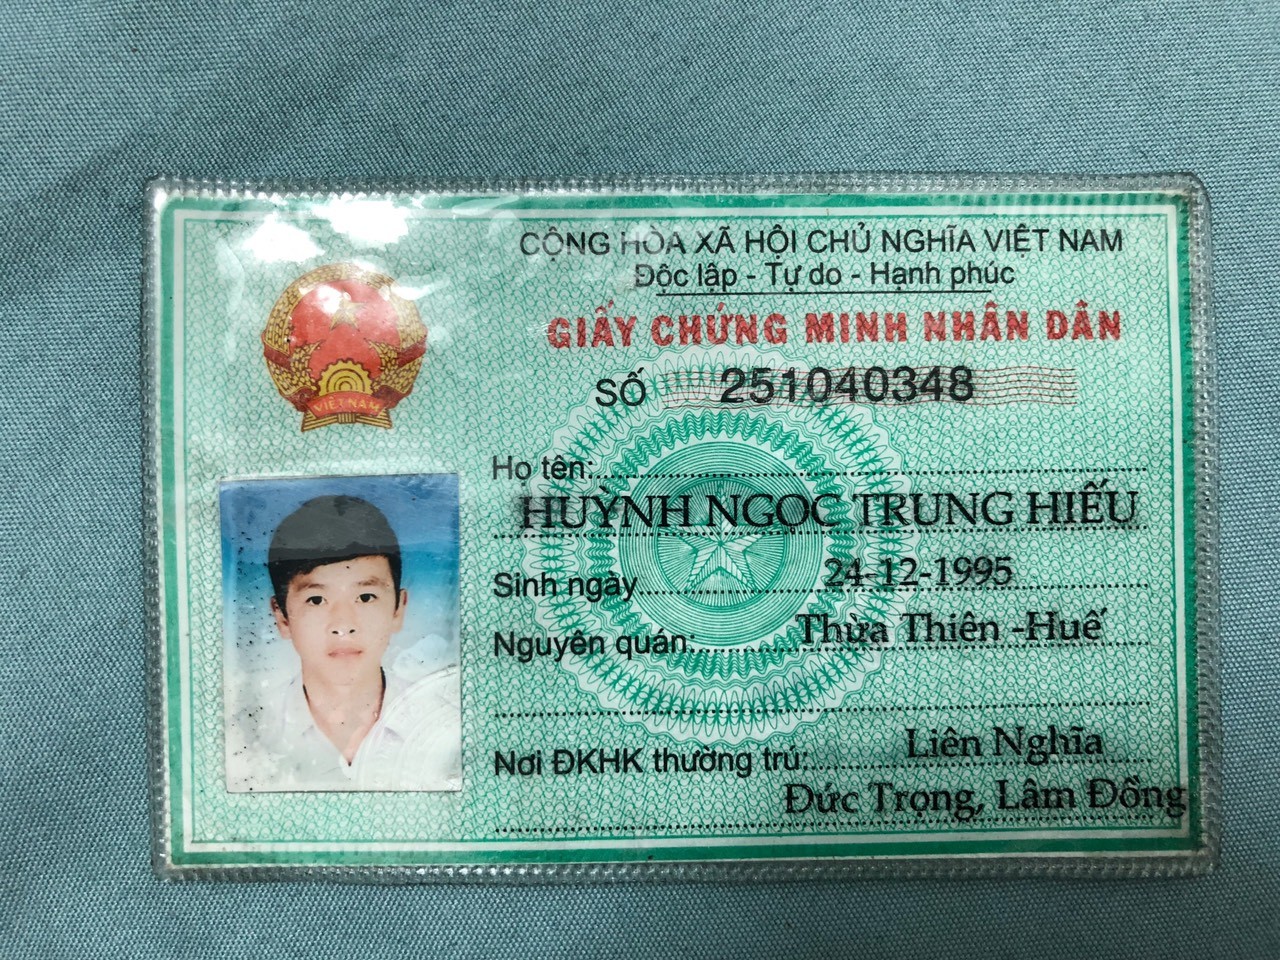 CỘNG HÒA XÃ HỘI CHỦ NGHĨA VIỆT NAM
Độc lập - Tự do - Hạnh phúc
GIẤY CHỨNG MINH NHÂN DÂN
SỐ 251040348
VIỆT NAM
Họ tên:
HUỲNH NGỌC TRUNG HIẾU
Sinh ngày 24-12-1995
Nguyên quán: Thừa Thiên -Huế
Nơi ĐKHK thường trú: Liên Nghĩa
Đức Trọng, Lâm Đồng